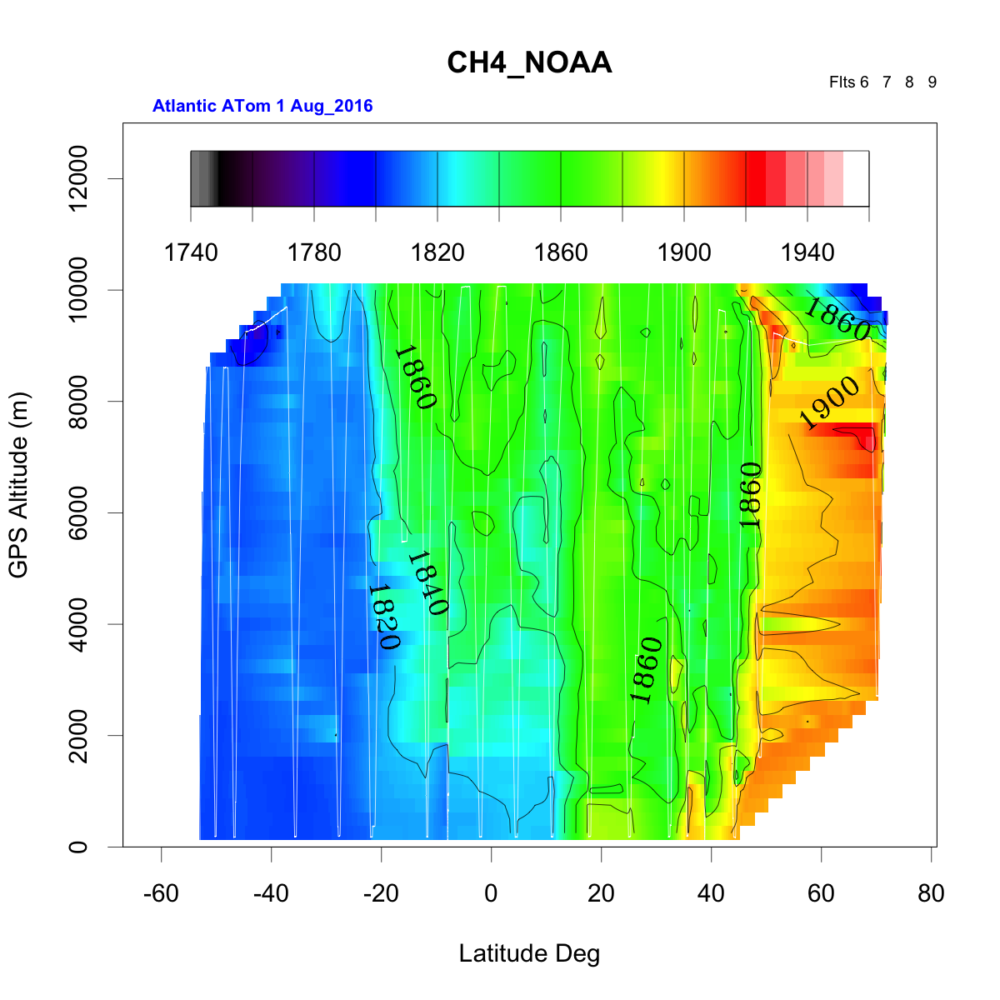 CH4_NOAA
Flts 6 7 8 9
Atlantic ATom 1 Aug_2016
1740 1780 1820 1860 1900 1940
GPS Altitude (m)
12000
10000
8000
6000
4000
2000
0
1860
1860
1900
1860
1840
1820
1860
-60 -40 -20 0 20 40 60 80
Latitude Deg